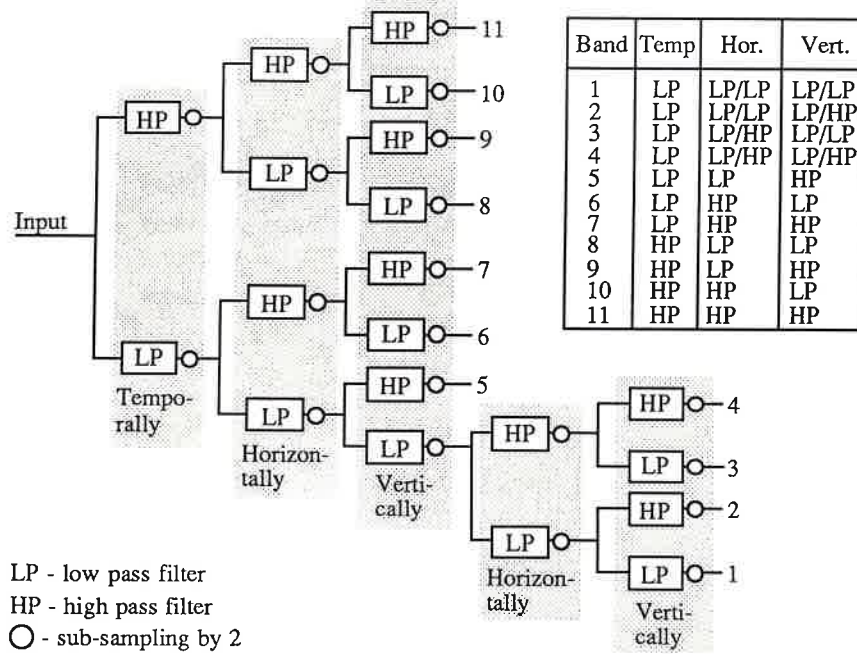 HP 11
HP
LP 10
HP
HP 9
LP
LP 8
Input
HP 7
HP
LP 6
LP
HP 5
LP
LP
Tempo-
rally
Horizon-
tally
Verti-
cally
HP 4
HP
LP 3
HP 2
LP
LP 1
Horizon-
tally
Verti-
cally
Band Temp Hor. Vert.
1 LP LP/LP LP/LP
2 LP LP/LP LP/HP
3 LP LP/HP LP/LP
4 LP LP/HP LP/HP
5 LP LP HP
6 LP HP LP
7 LP HP HP
8 HP LP LP
9 HP LP HP
10 HP HP LP
11 HP HP HP
LP - low pass filter
HP - high pass filter
- sub-sampling by 2